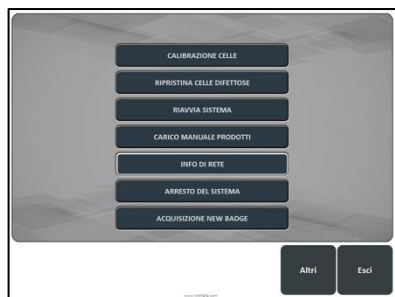 CALIBRAZIONE CELLE
RIPRISTINA CELLE DIFETTOSE
RIAVVIA SISTEMA
CARICO MANUALE PRODOTTI
INFO DI RETE
ARRESTO DEL SISTEMA
ACQUISIZIONE NEW BADGE
Altri Esci